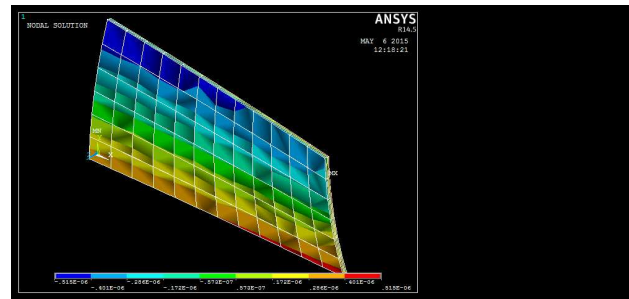 1
NODAL SOLUTION
ANSYS
R14.5
MAY 6 2015
12:18:21
MN
X
MX
-.515E-06 -.286E-06 -.573E-07 .172E-06 .401E-06
-.401E-06 -.172E-06 .573E-07 .286E-06 .515E-06